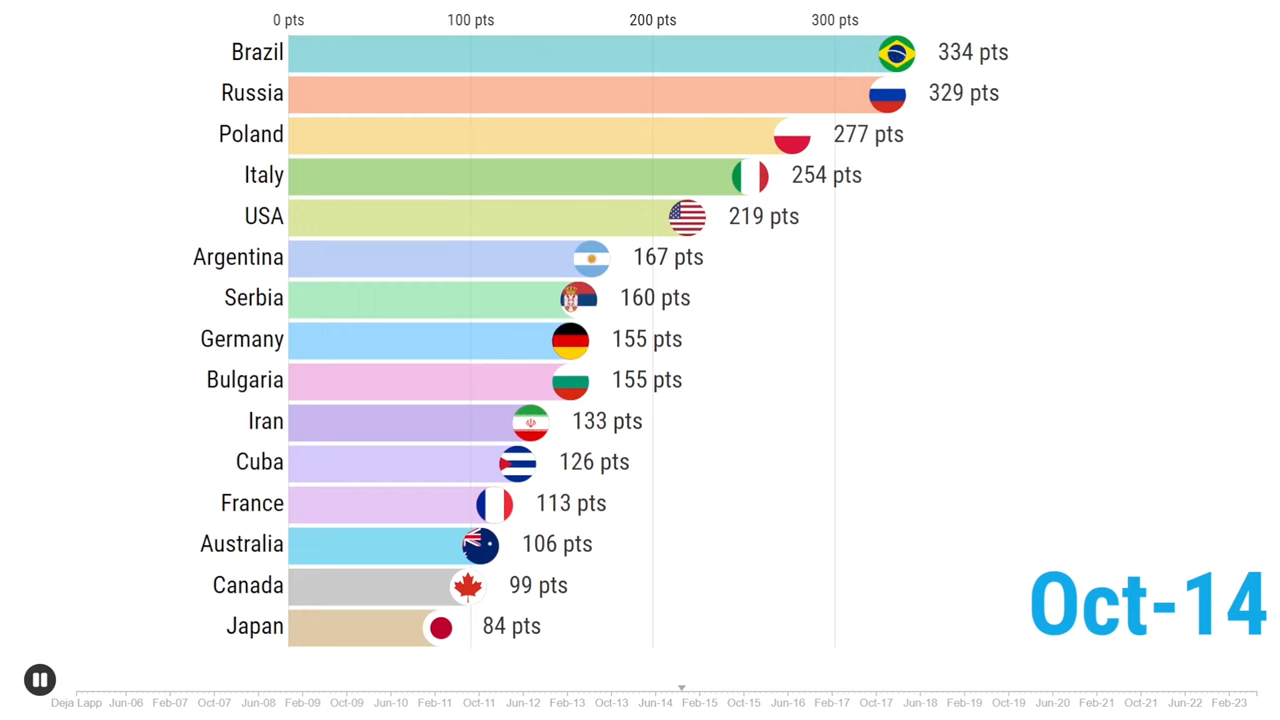 0 pts 100 pts 200 pts 300 pts
Brazil 334 pts
Russia 329 pts
Poland 277 pts
Italy 254 pts
USA 219 pts
Argentina 167 pts
Serbia 160 pts
Germany 155 pts
Bulgaria 155 pts
Iran 133 pts
Cuba 126 pts
France 113 pts
Australia 106 pts
Canada 99 pts
Japan 84 pts
Oct-14
Deja Lapp Jun-06 Feb-07 Oct-07 Jun-08 Feb-09 Oct-09 Jun-10 Feb-11 Oct-11 Jun-12 Feb-13 Oct-13 Jun-14 Feb-15 Oct-15 Jun-16 Feb-17 Oct-17 Jun-18 Feb-19 Oct-19 Jun-20 Feb-21 Oct-21 Jun-22 Feb-23